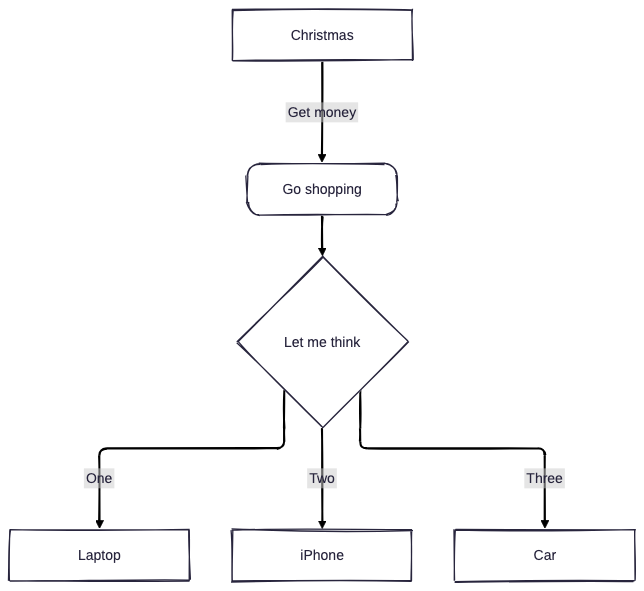 Christmas
Get money
Go shopping
Let me think
One
Two
Three
Laptop
iPhone
Car